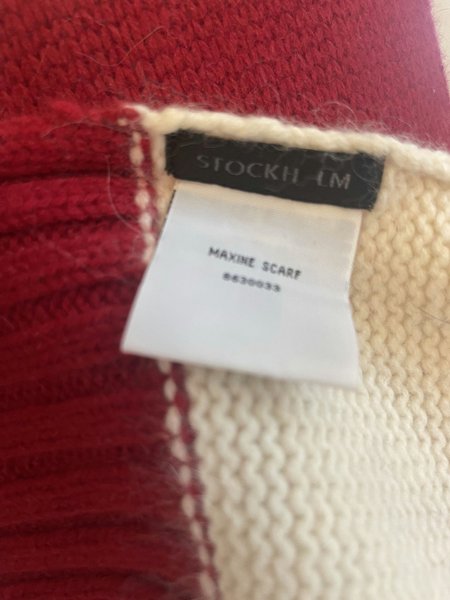 STOCKH LM
MAXINE SCARF
8630033